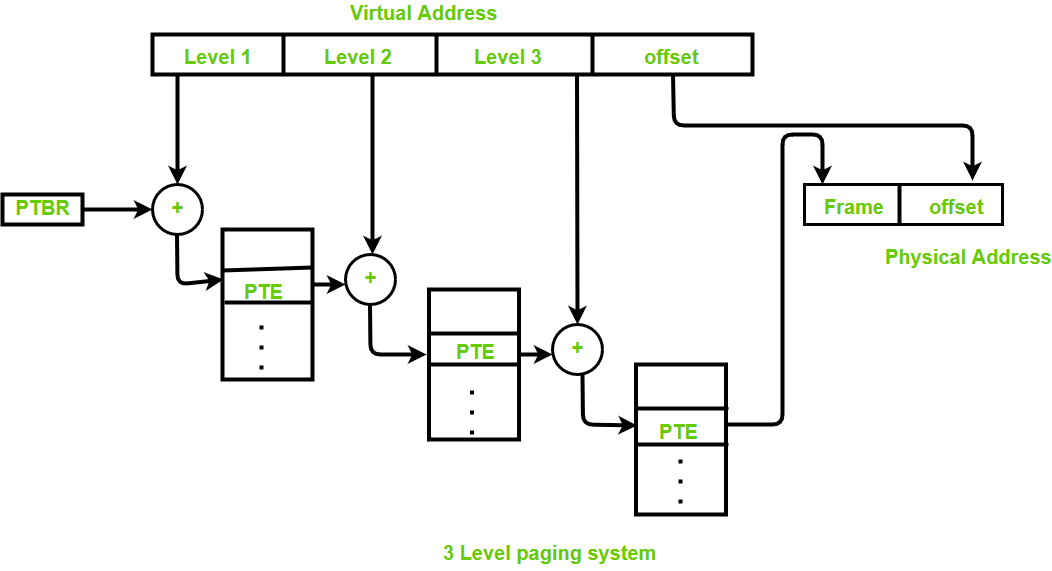 Virtual Address
Level 1 Level 2 Level 3 offset
PTBR + Frame offset
Physical Address
+
PTE
+
PTE
PTE
3 Level paging system